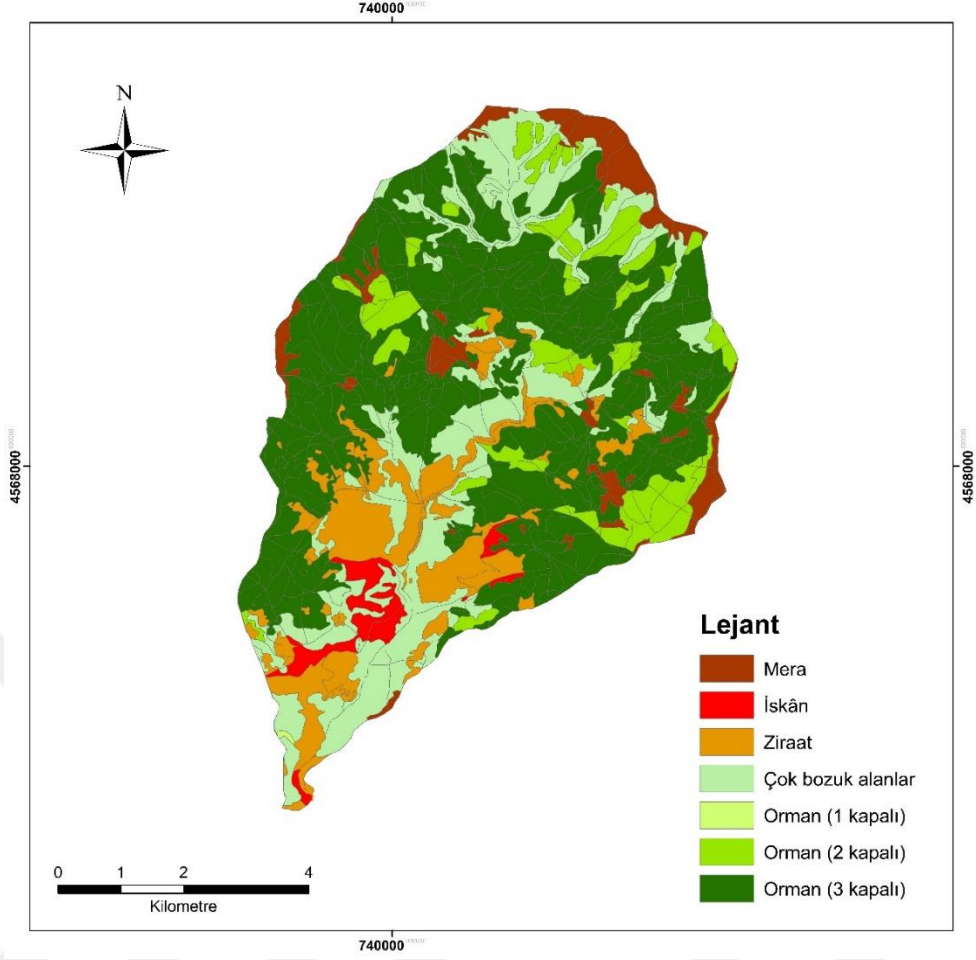 740000
N
4568000
4568000
Lejant
Mera
İskân
Ziraat
Çok bozuk alanlar
Orman (1 kapalı)
Orman (2 kapalı)
Orman (3 kapalı)
0 1 2 4
Kilometre
740000